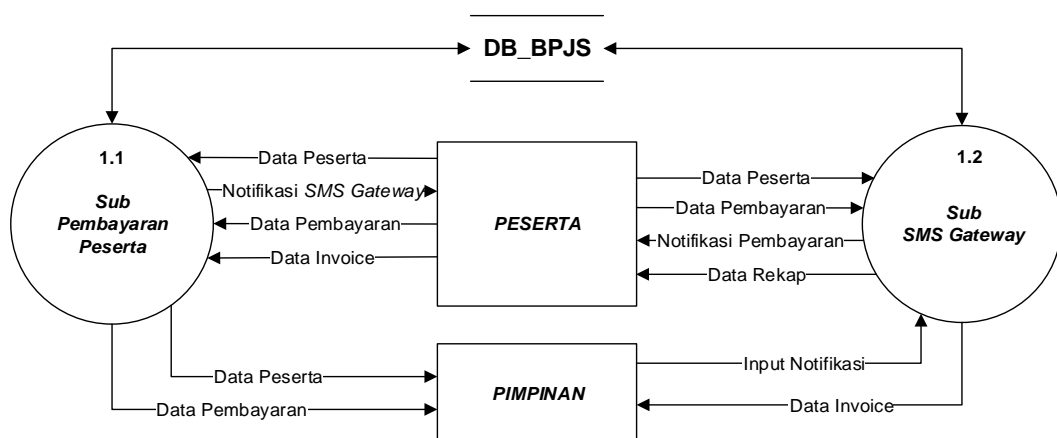 DB_BPJS
1.1
Sub
Pembayaran
Peserta
Data Peserta
Notifikasi SMS Gateway
Data Pembayaran
Data Invoice
PESERTA
Data Peserta
Data Pembayaran
Notifikasi Pembayaran
Data Rekap
1.2
Sub
SMS Gateway
Data Peserta
Data Pembayaran
PIMPINAN
Input Notifikasi
Data Invoice